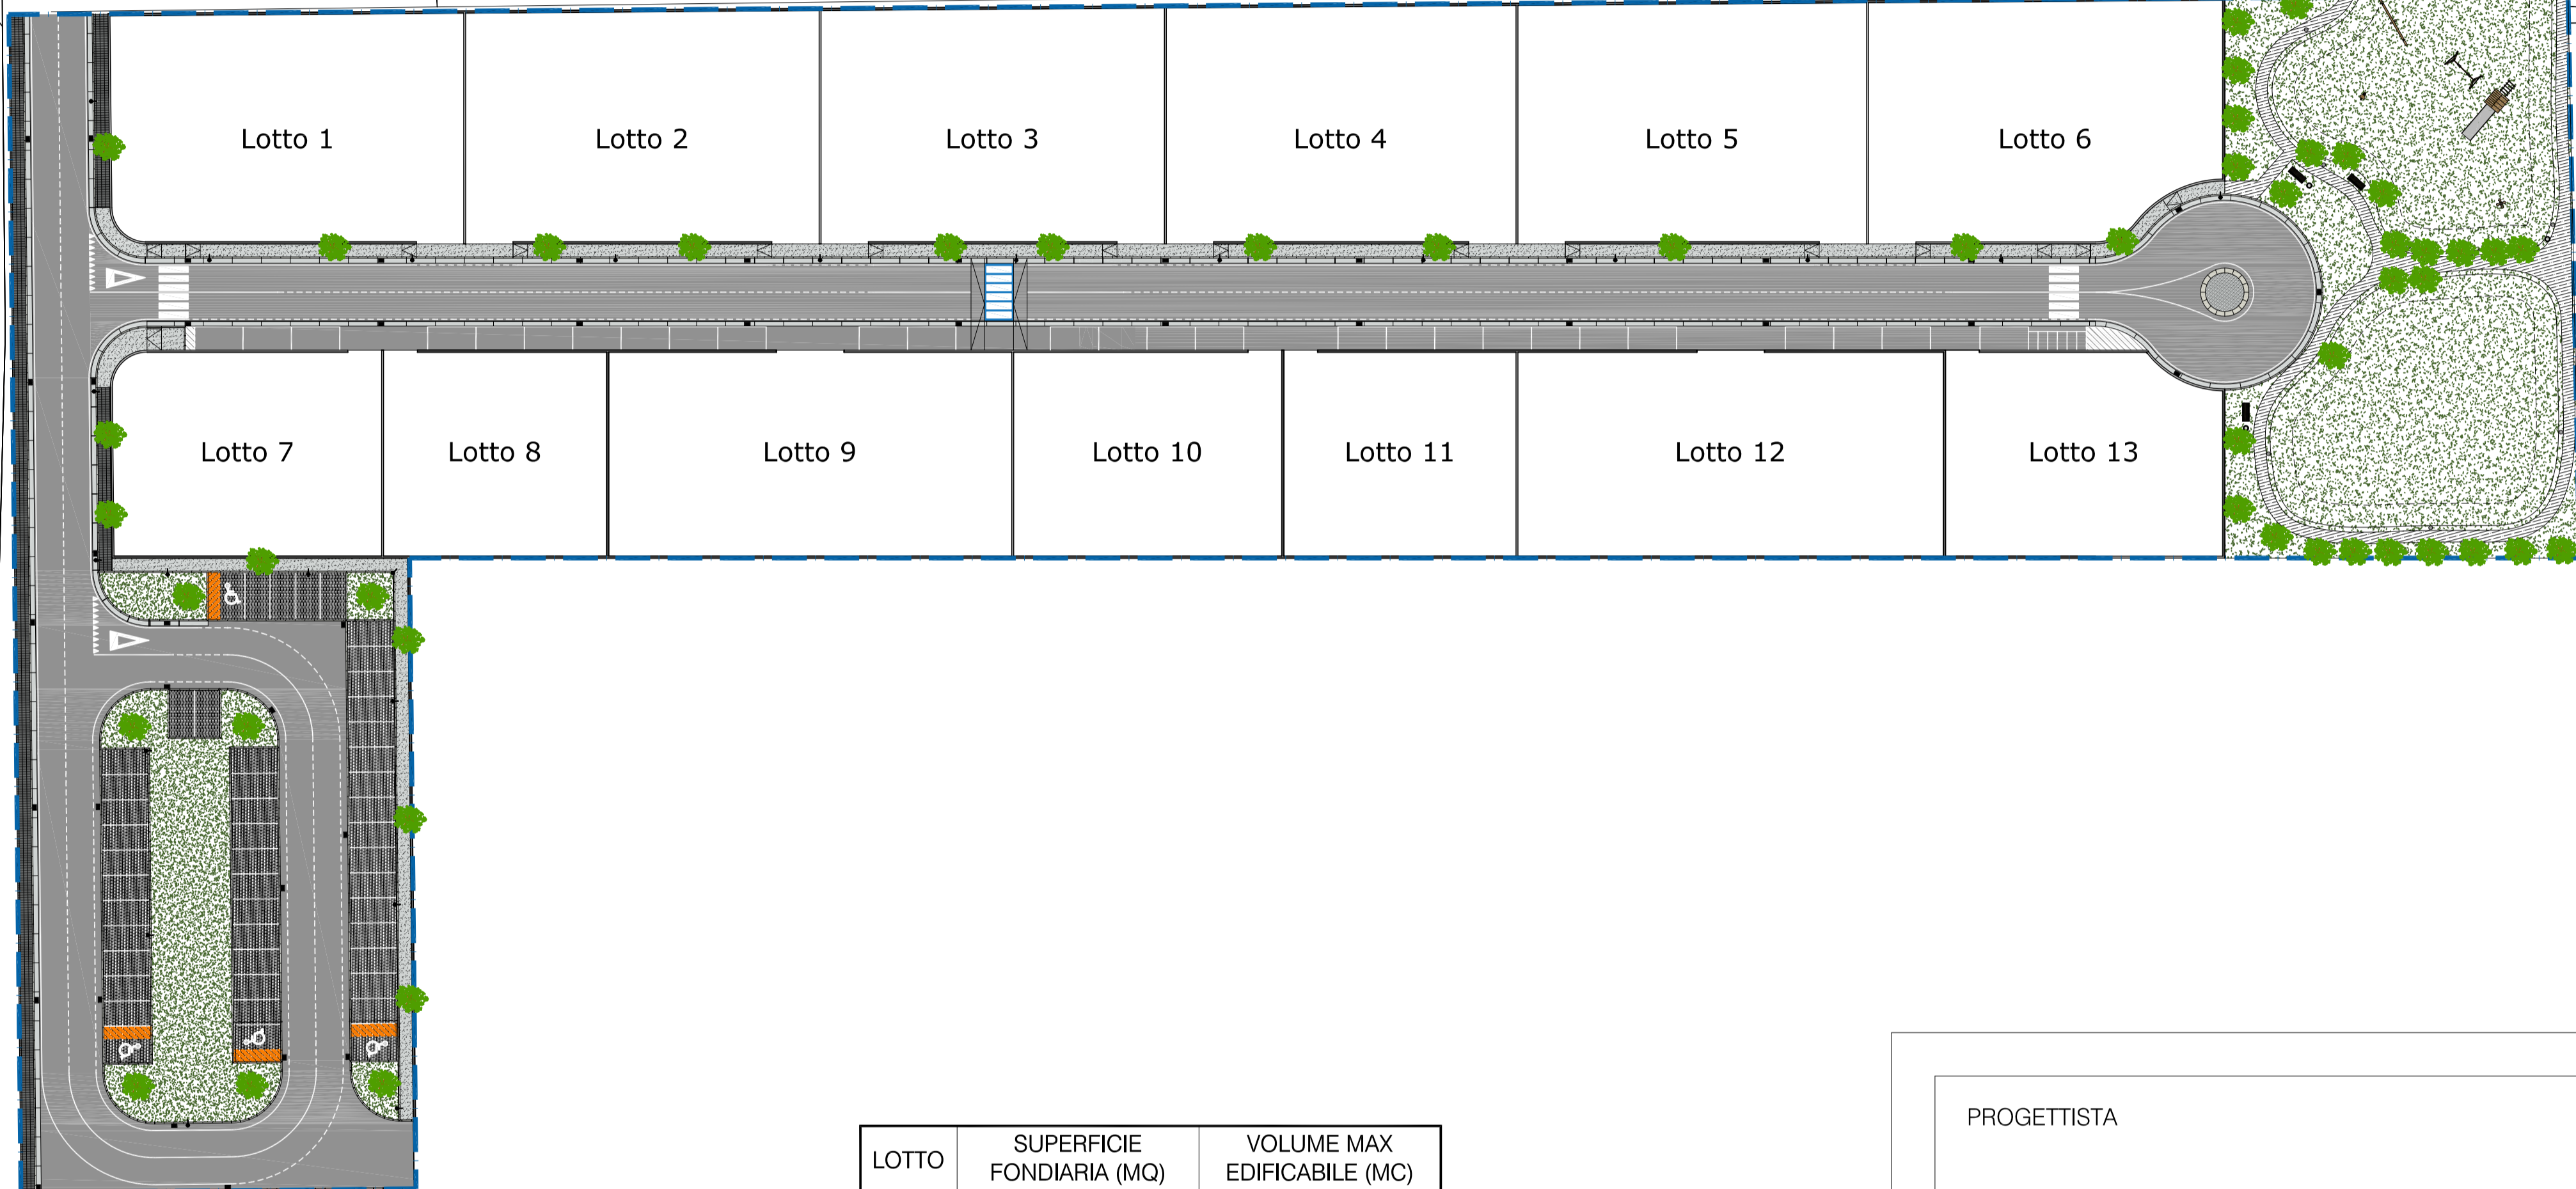 Lotto 1
Lotto 2
Lotto 3
Lotto 4
Lotto 5
Lotto 6
Lotto 7
Lotto 8
Lotto 9
Lotto 10
Lotto 11
Lotto 12
Lotto 13
PROGETTISTA
LOTTO
SUPERFICIE
FONDIARIA (MQ)
VOLUME MAX
EDIFICABILE (MC)